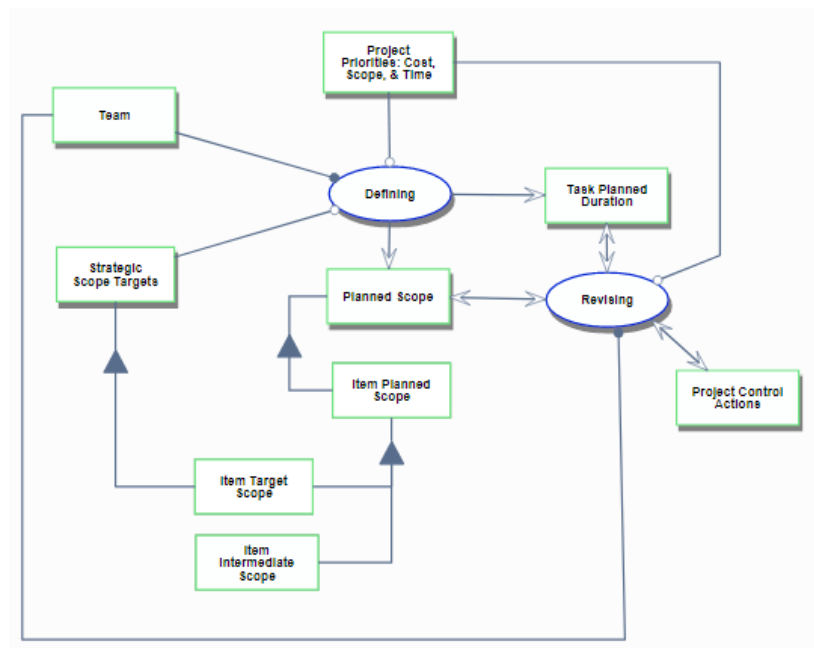 Project
Priorities: Cost,
Scope, & Time
Team
Defining
Task Planned
Duration
Strategic
Scope Targets
Planned Scope
Revising
Item Planned
Scope
Project Control
Actions
Item Target
Scope
Item
Intermediate
Scope